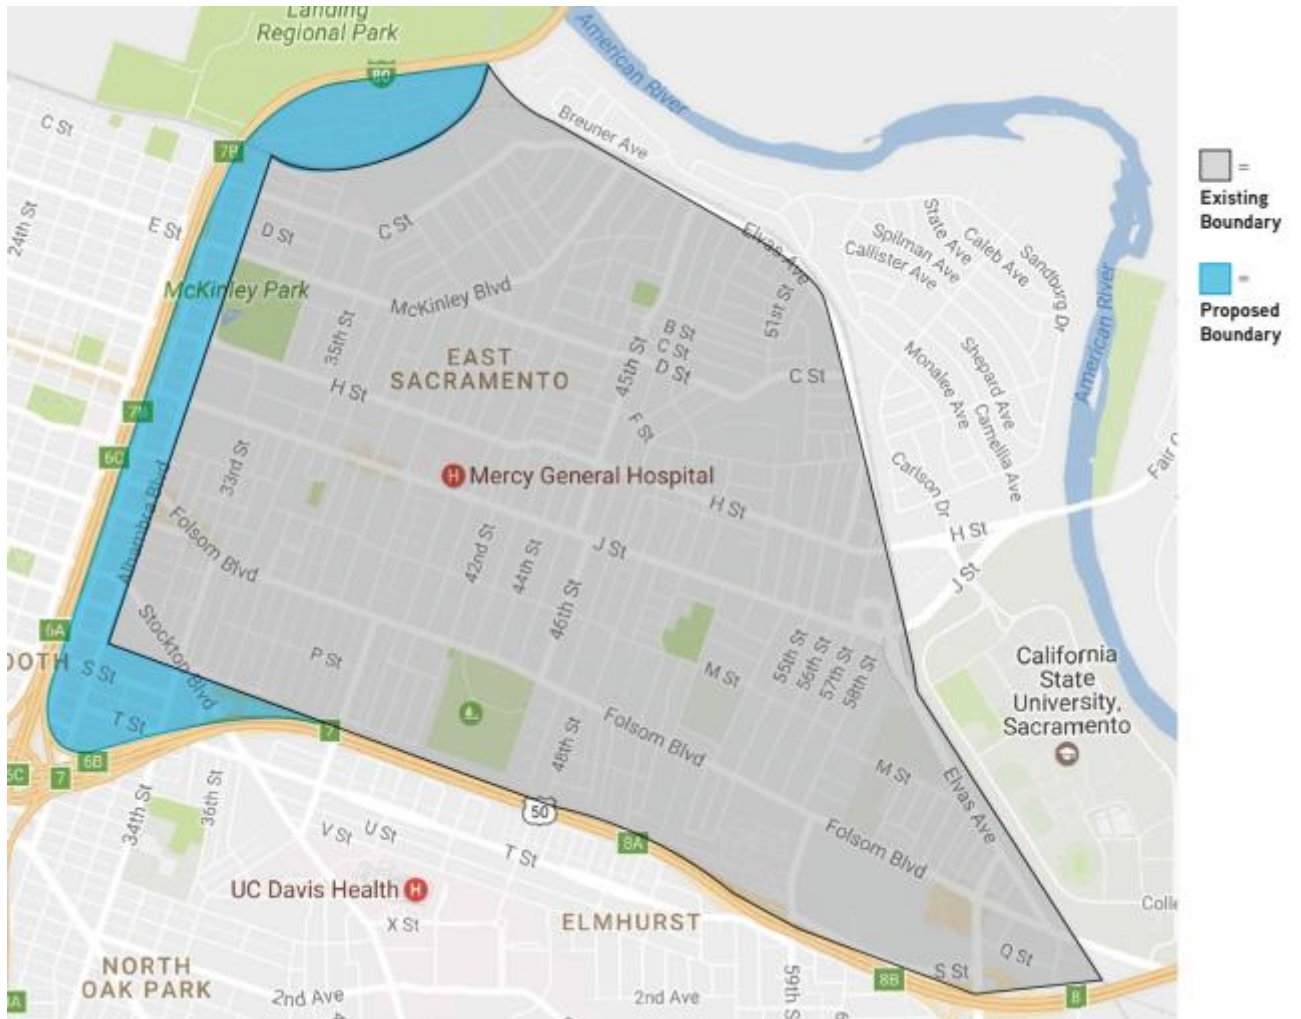 Landing
Regional Park
80
American River
C St
7B
Breuner Ave
24th St
E St
D St
C St
Elvas Ave
State Ave
Spilman Ave
Caleb Ave
Callister Ave
Sandburg Dr
McKinley Park
McKinley Blvd
35th St
51st St
American River
B St
C St
D St
45th St
EAST
SACRAMENTO
H St
C St
Monalee Ave
Shepard Ave
Camellia Ave
F St
6C
33rd St
Mercy General Hospital
H
Carlson Dr
Fair
Alhambra Blvd
Folsom Blvd
H St
H St
J St
42nd St
44th St
J St
46th St
6A
OOTH
Stockton Blvd
S St
P St
T St
M St
55th St
56th St
57th St
58th St
California
State
University,
Sacramento
7
6B
6C
7
Folsom Blvd
48th St
M St
Elvas Ave
34th St
36th St
50
V St
U St
T St
8A
Folsom Blvd
UC Davis Health
H
X St
ELMHURST
Colle
Q St
S St
NORTH
OAK PARK
2nd Ave
2nd Ave
59th S
8B
8
=
Existing
Boundary
=
Proposed
Boundary